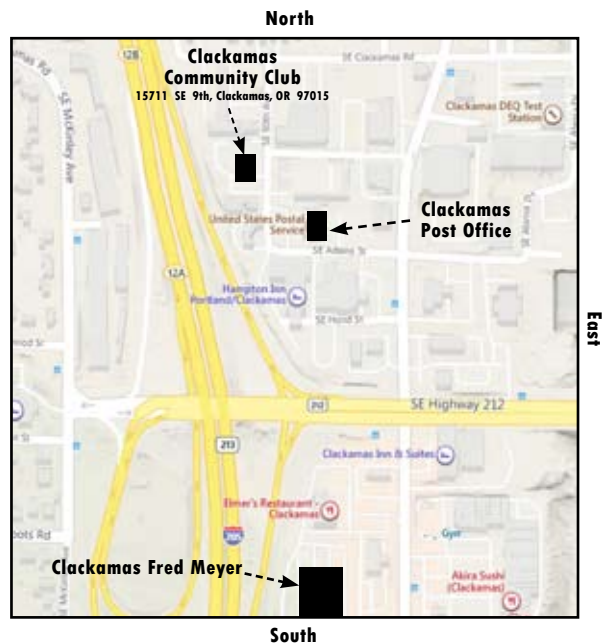 North
12B
Clackamas
Community Club
15711 SE 9th, Clackamas, OR 97015
SE Clackamas Rd
Clackamas DEQ Test
Station
SE McKinley Ave
United States Postal
Service
Clackamas
Post Office
SE Adams St
12A
Hampton Inn
Portland/Clackamas
SE Hood St
East
212
SE Highway 212
213
Clackamas Inn & Suites
Elmer's Restaurant -
Clackamas
205
Gym
Clackamas Fred Meyer
Akira Sushi
(Clackamas)
South